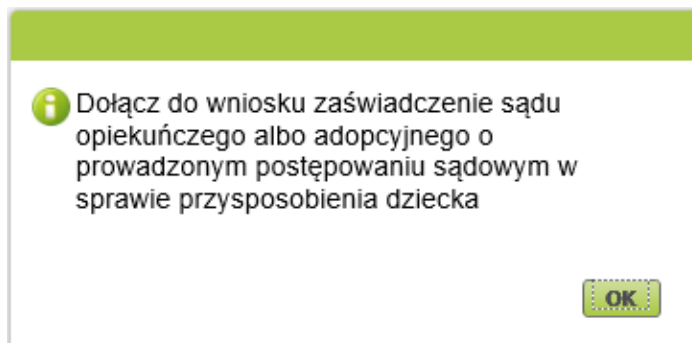 Dołącz do wniosku zaświadczenie sądu
opiekuńczego albo adopcyjnego o
prowadzonym postępowaniu sądowym w
sprawie przysposobienia dziecka
OK